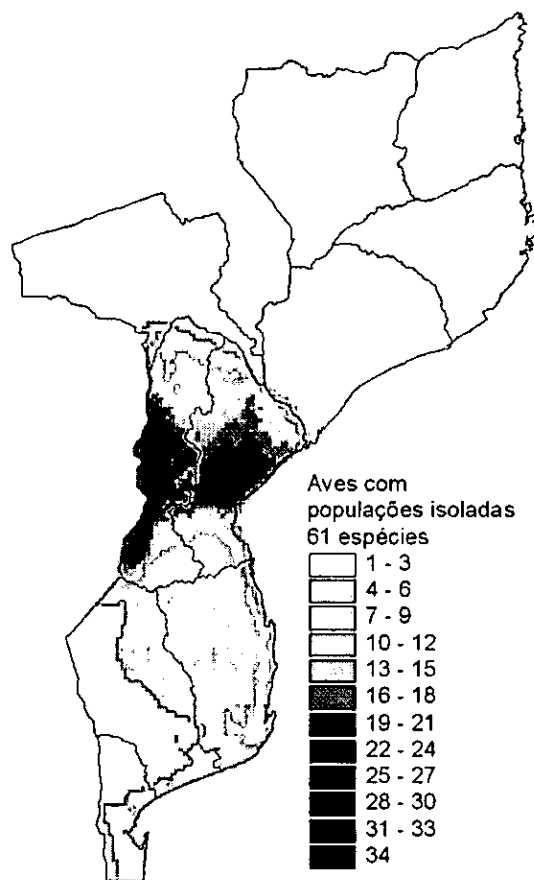 Aves com
populações isoladas
61 espécies
1 - 3
4 - 6
7 - 9
10 - 12
13 - 15
16 - 18
19 - 21
22 - 24
25 - 27
28 - 30
31 - 33
34